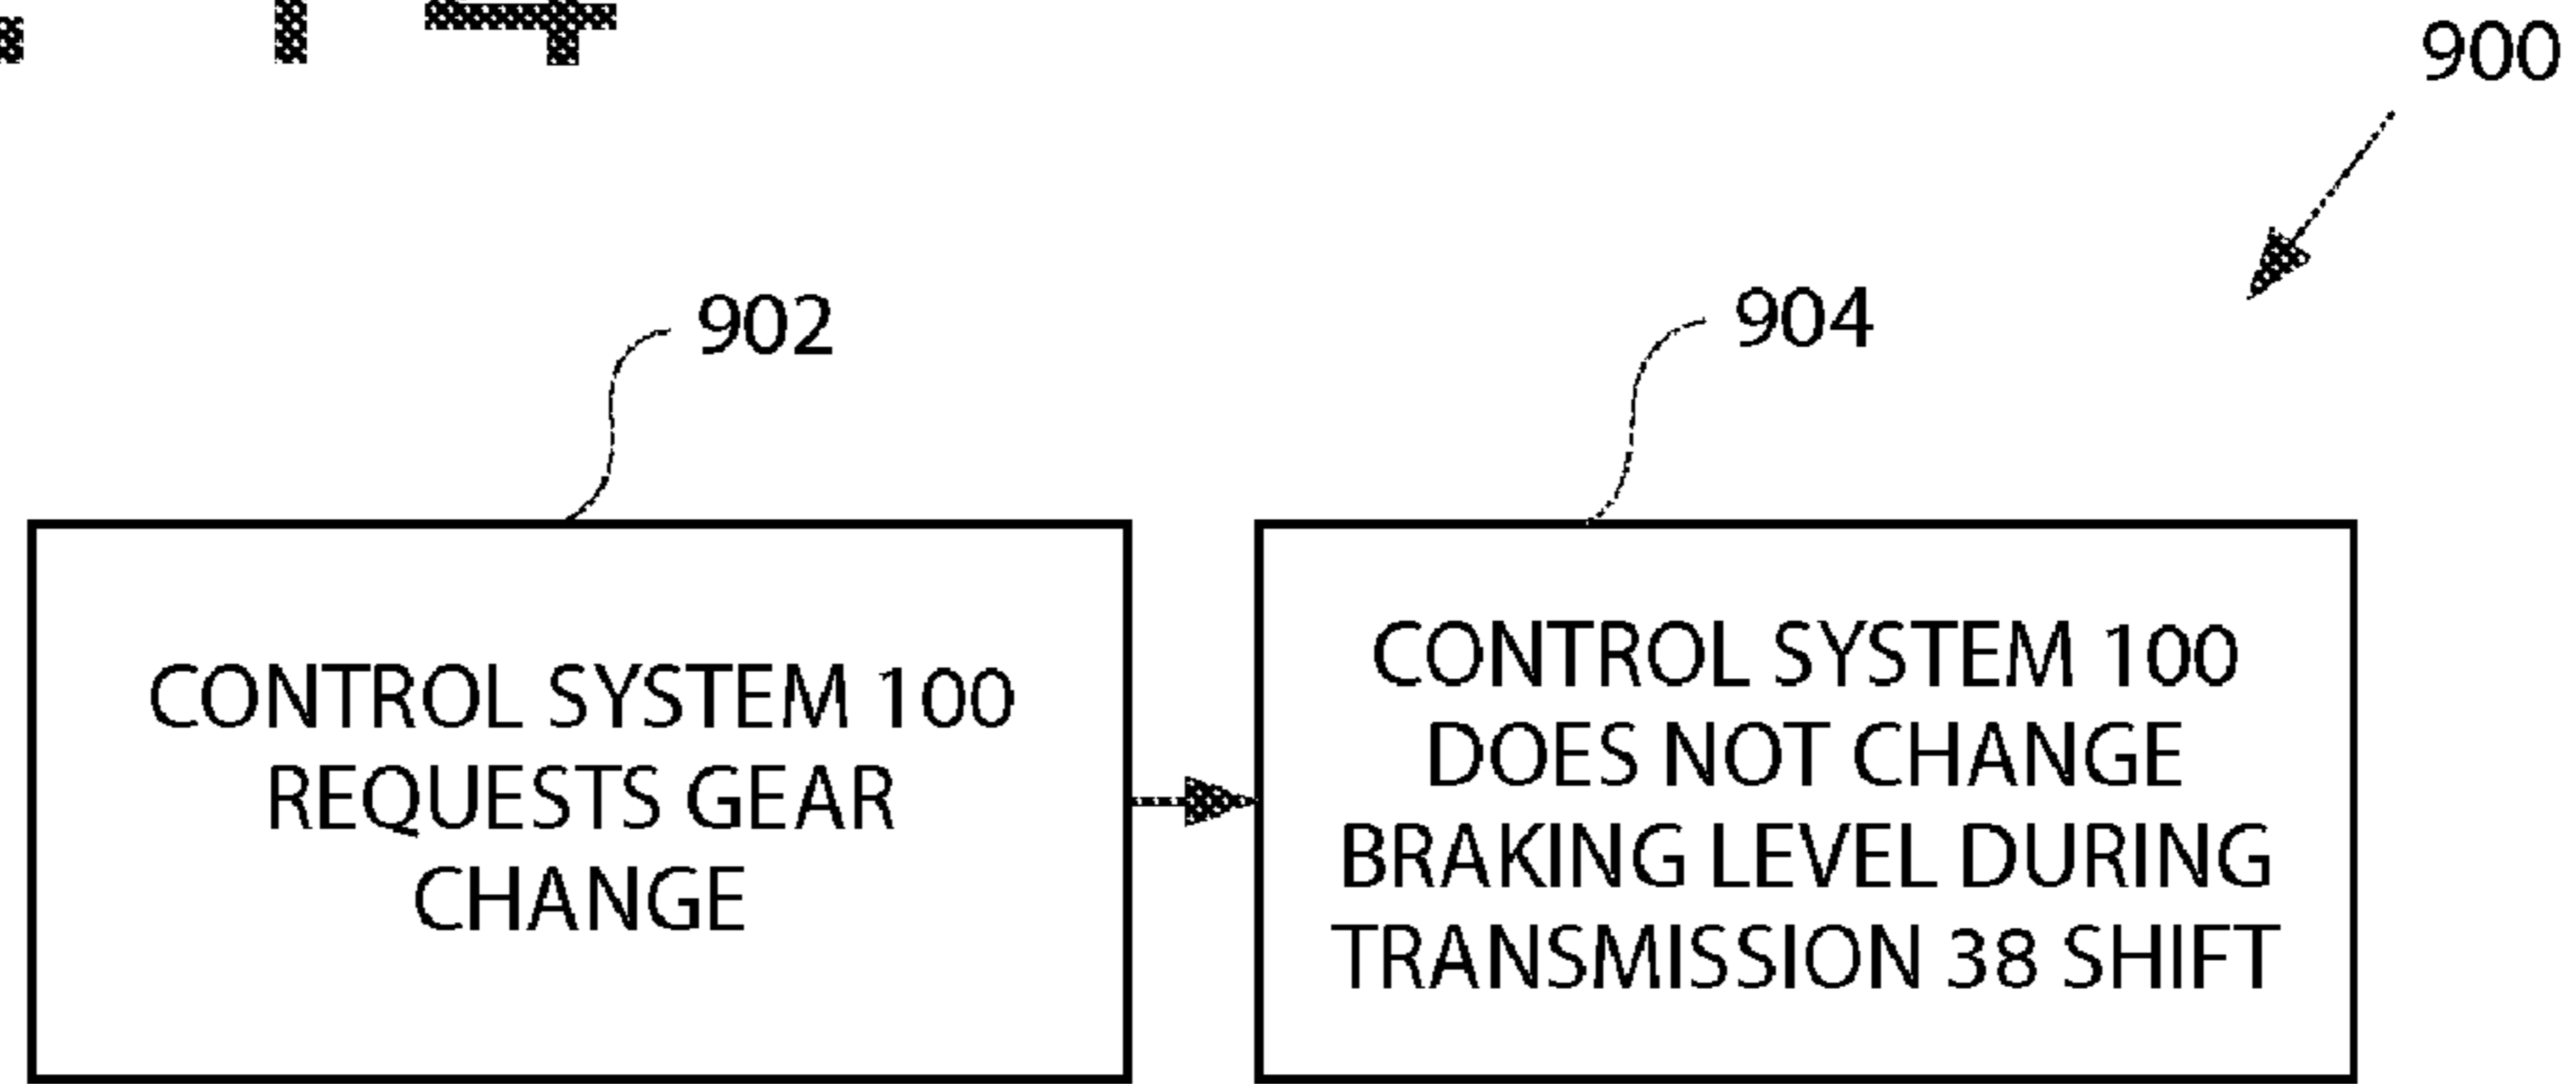 900
902
904
CONTROL SYSTEM 100
REQUESTS GEAR
CHANGE
CONTROL SYSTEM 100
DOES NOT CHANGE
BRAKING LEVEL DURING
TRANSMISSION 38 SHIFT